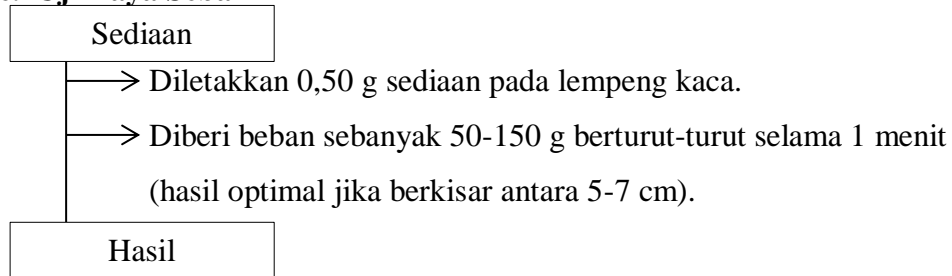 Sediaan
Diletakkan 0,50 g sediaan pada lempeng kaca.
Diberi beban sebanyak 50-150 g berturut-turut selama 1 menit
(hasil optimal jika berkisar antara 5-7 cm).
Hasil